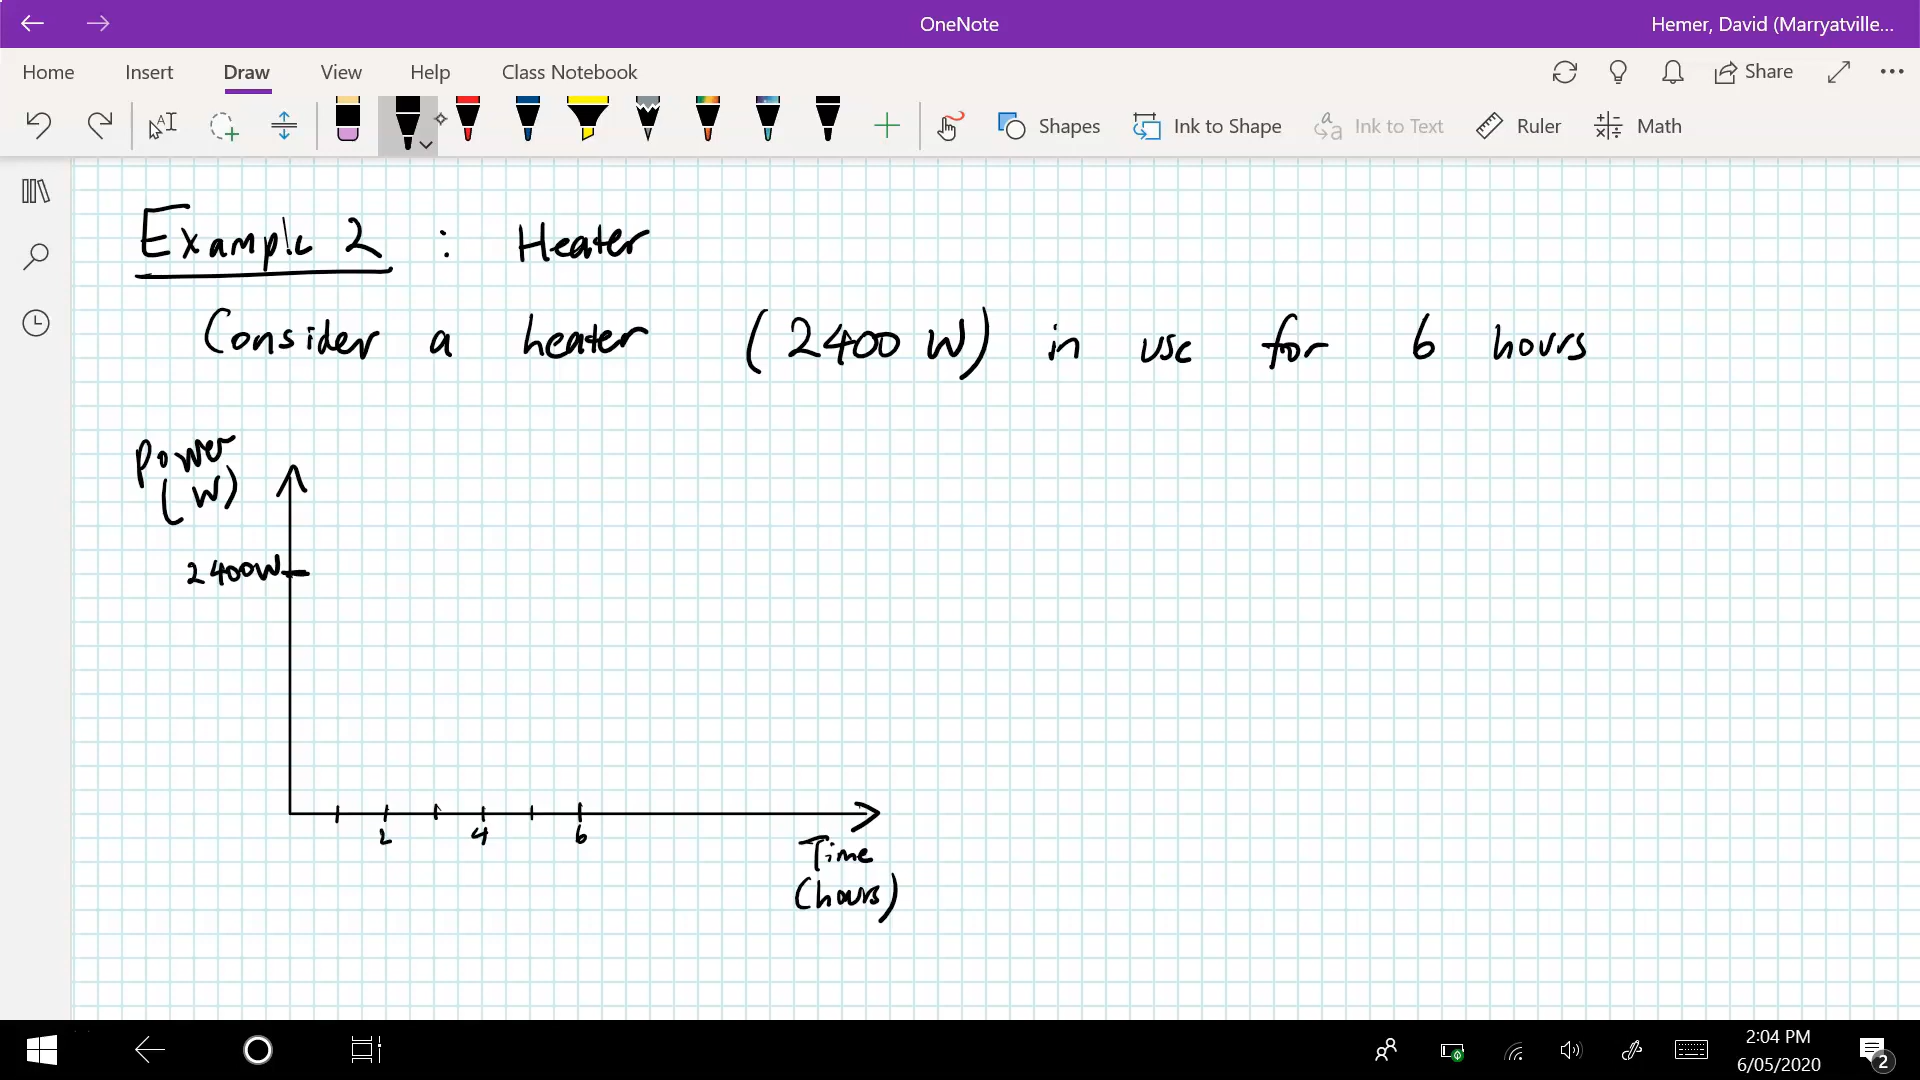 OneNote
Hemer, David (Marryatville...
Home Insert Draw View Help Class Notebook Share
Shapes Ink to Shape Ink to Text Ruler Math
Example 2 : Heater
Consider a heater (2400 W) in use for 6 hours
Power
(W)
2400W
2 4 6
Time
(hours)
2:04 PM
6/05/2020
2